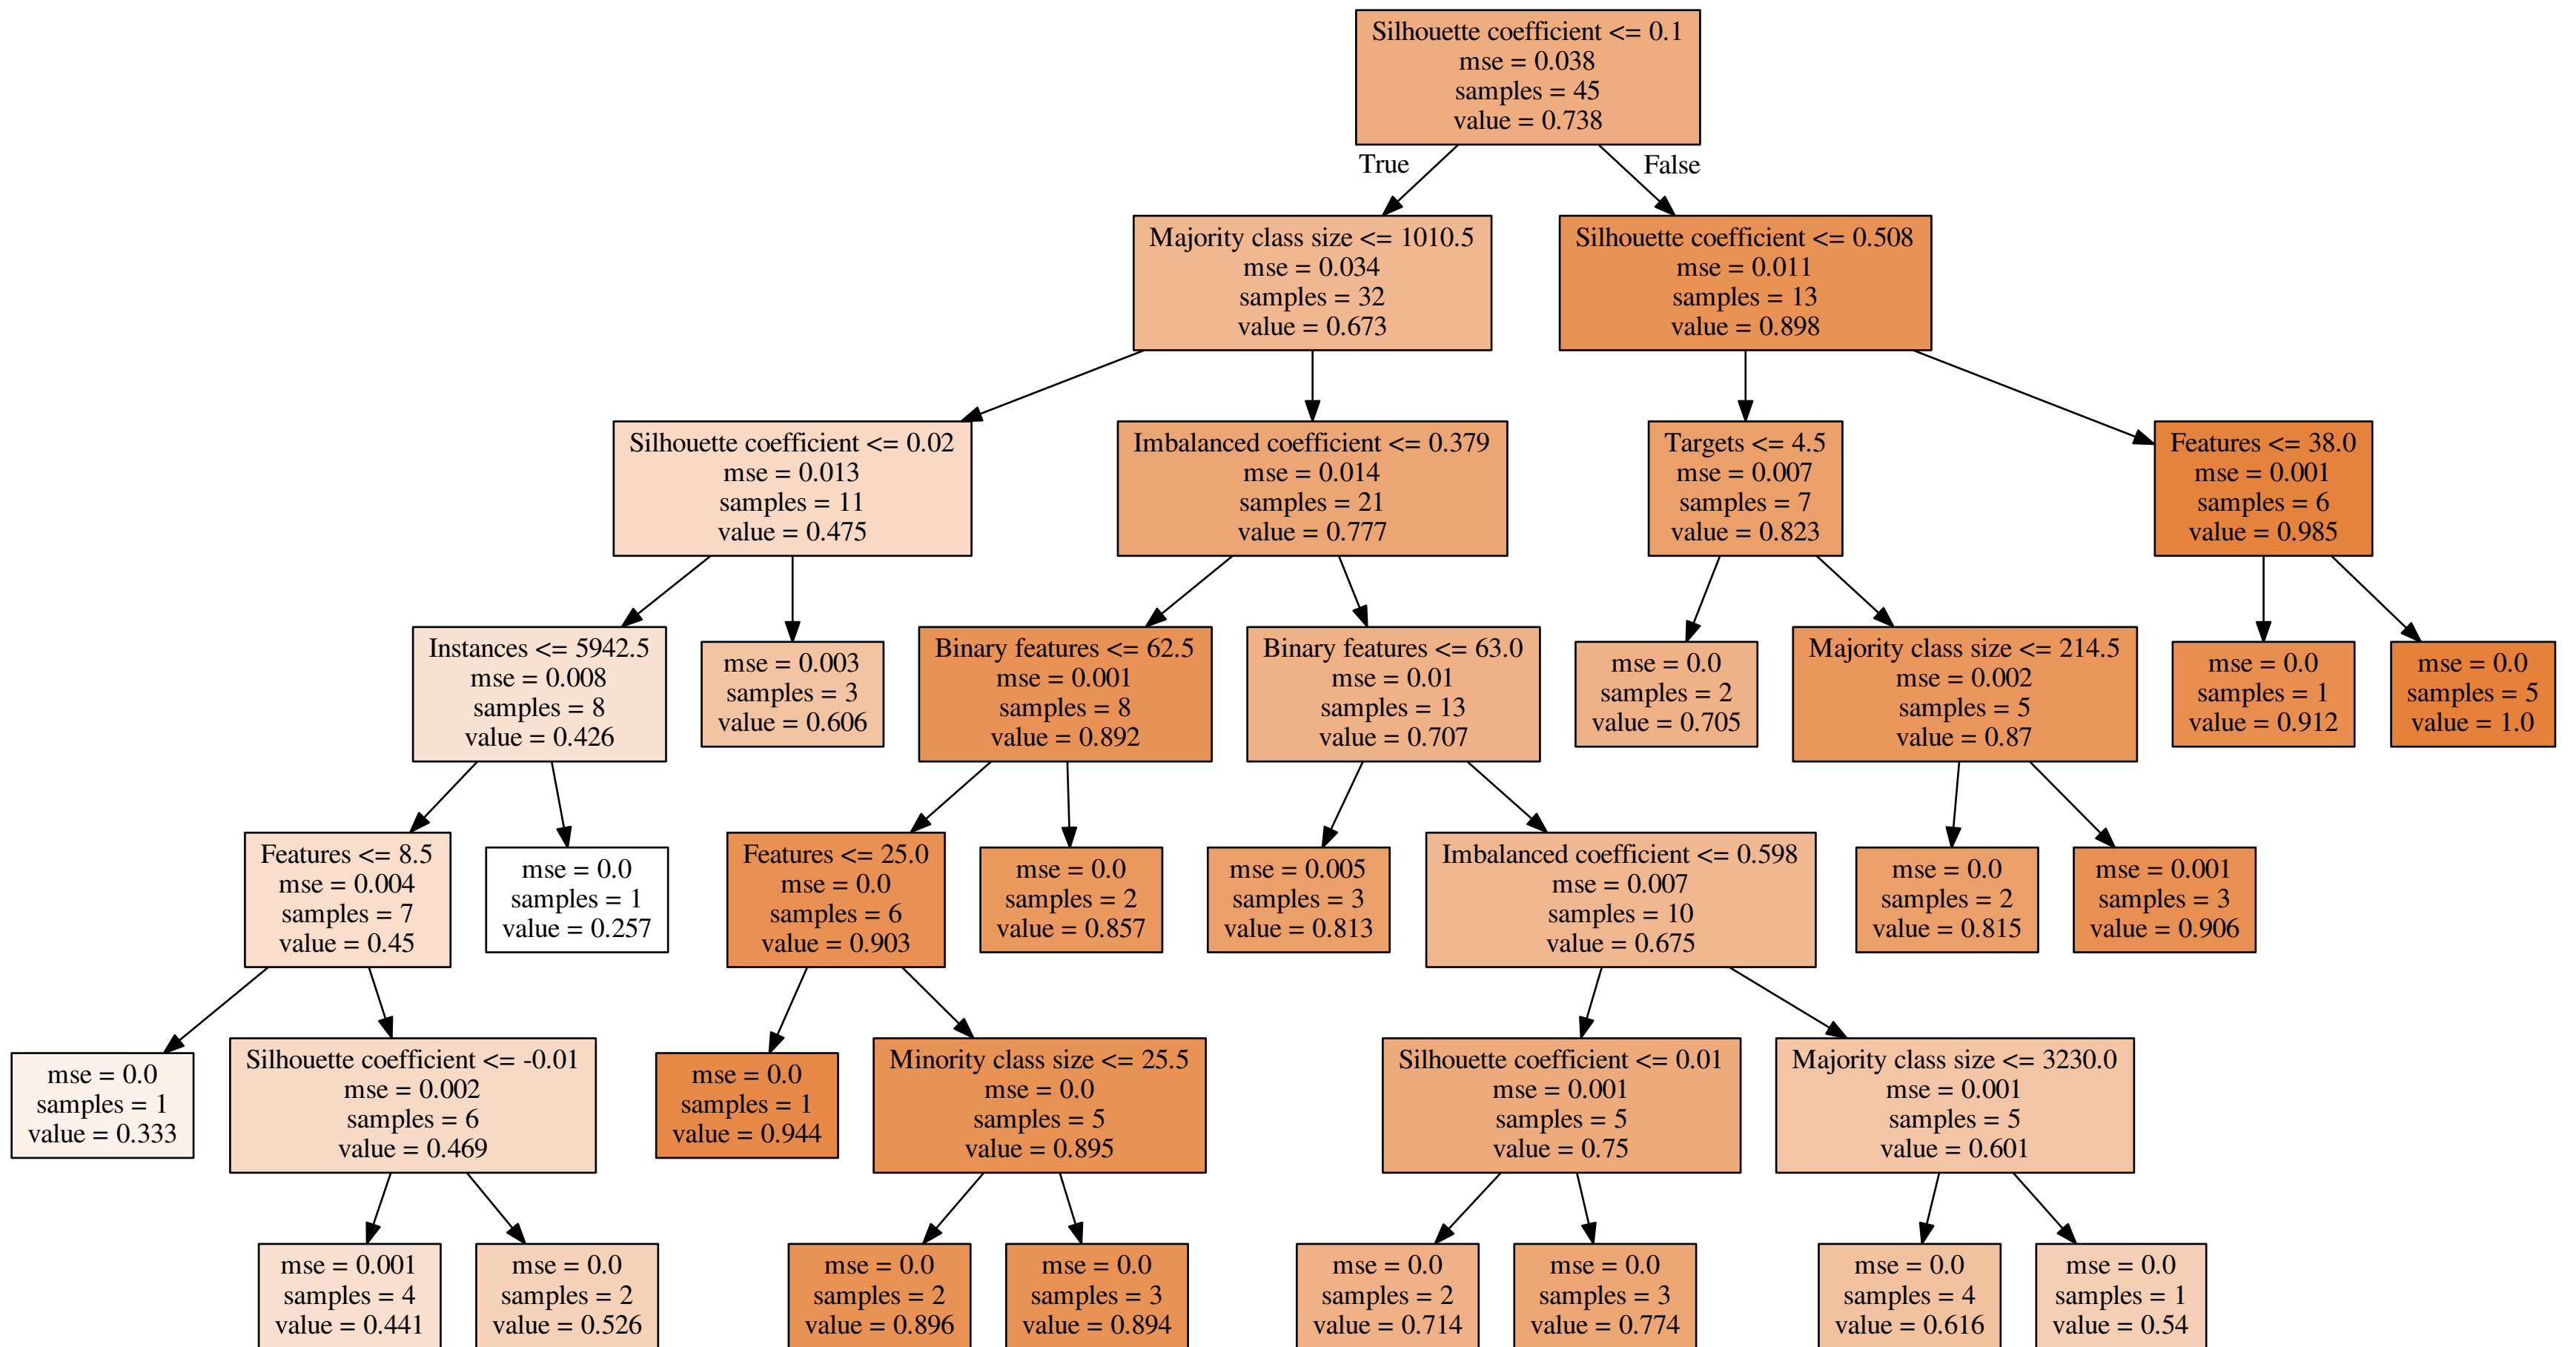 Silhouette coefficient <= 0.1
mse = 0.038
samples = 45
value = 0.738
True
False
Majority class size <= 1010.5
mse = 0.034
samples = 32
value = 0.673
Silhouette coefficient <= 0.508
mse = 0.011
samples = 13
value = 0.898
Silhouette coefficient <= 0.02
mse = 0.013
samples = 11
value = 0.475
Imbalanced coefficient <= 0.379
mse = 0.014
samples = 21
value = 0.777
Targets <= 4.5
mse = 0.007
samples = 7
value = 0.823
Features <= 38.0
mse = 0.001
samples = 6
value = 0.985
Instances <= 5942.5
mse = 0.008
samples = 8
value = 0.426
mse = 0.003
samples = 3
value = 0.606
Binary features <= 62.5
mse = 0.001
samples = 8
value = 0.892
Binary features <= 63.0
mse = 0.01
samples = 13
value = 0.707
mse = 0.0
samples = 2
value = 0.705
Majority class size <= 214.5
mse = 0.002
samples = 5
value = 0.87
mse = 0.0
samples = 1
value = 0.912
mse = 0.0
samples = 5
value = 1.0
Features <= 8.5
mse = 0.004
samples = 7
value = 0.45
mse = 0.0
samples = 1
value = 0.257
Features <= 25.0
mse = 0.0
samples = 6
value = 0.903
mse = 0.0
samples = 2
value = 0.857
mse = 0.005
samples = 3
value = 0.813
Imbalanced coefficient <= 0.598
mse = 0.007
samples = 10
value = 0.675
mse = 0.0
samples = 2
value = 0.815
mse = 0.001
samples = 3
value = 0.906
mse = 0.0
samples = 1
value = 0.333
Silhouette coefficient <= -0.01
mse = 0.002
samples = 6
value = 0.469
mse = 0.0
samples = 1
value = 0.944
Minority class size <= 25.5
mse = 0.0
samples = 5
value = 0.895
Silhouette coefficient <= 0.01
mse = 0.001
samples = 5
value = 0.75
Majority class size <= 3230.0
mse = 0.001
samples = 5
value = 0.601
mse = 0.001
samples = 4
value = 0.441
mse = 0.0
samples = 2
value = 0.526
mse = 0.0
samples = 2
value = 0.896
mse = 0.0
samples = 3
value = 0.894
mse = 0.0
samples = 2
value = 0.714
mse = 0.0
samples = 3
value = 0.774
mse = 0.0
samples = 4
value = 0.616
mse = 0.0
samples = 1
value = 0.54